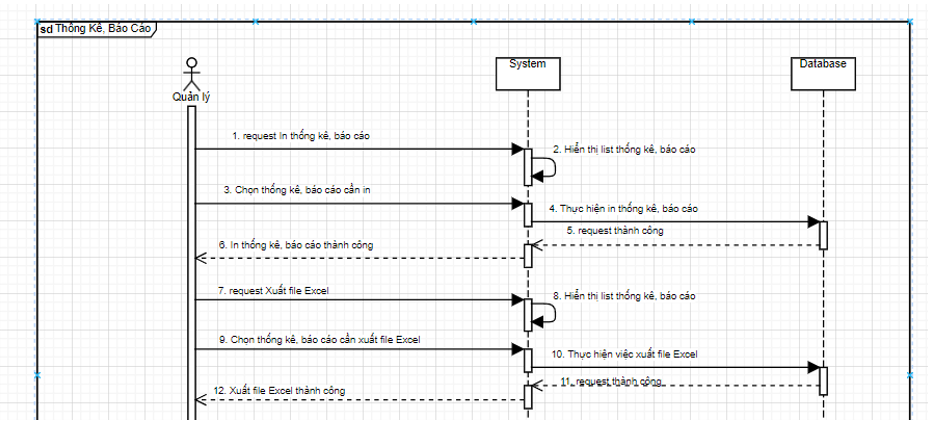 sd Thống Kê, Báo Cáo
System
Database
Quản lý
1. request In thống kê, báo cáo
2. Hiển thị list thống kê, báo cáo
3. Chọn thống kê, báo cáo cần in
4. Thực hiện in thống kê, báo cáo
5. request thành công
6. In thống kê, báo cáo thành công
7. request Xuất file Excel
8. Hiển thị list thống kê, báo cáo
9. Chọn thống kê, báo cáo cần xuất file Excel
10. Thực hiện việc xuất file Excel
11. request thành công
12. Xuất file Excel thành công